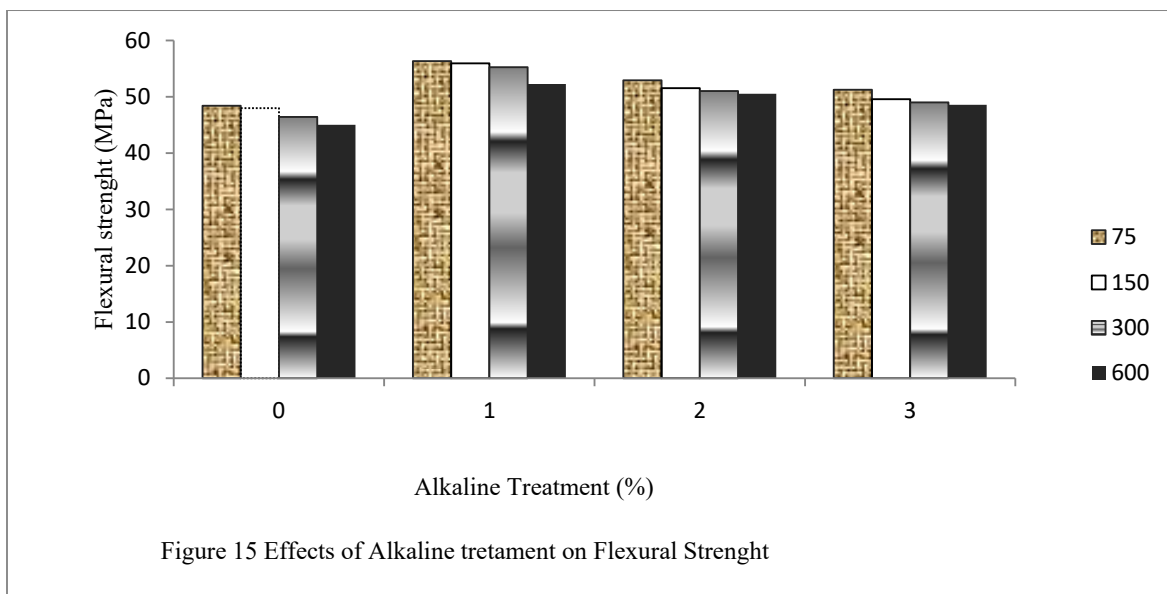 60
50
40
30
20
10
0
Flexural strenght (MPa)
0 1 2 3
Alkaline Treatment (%)
75
150
300
600
Figure 15 Effects of Alkaline tretament on Flexural Strenght